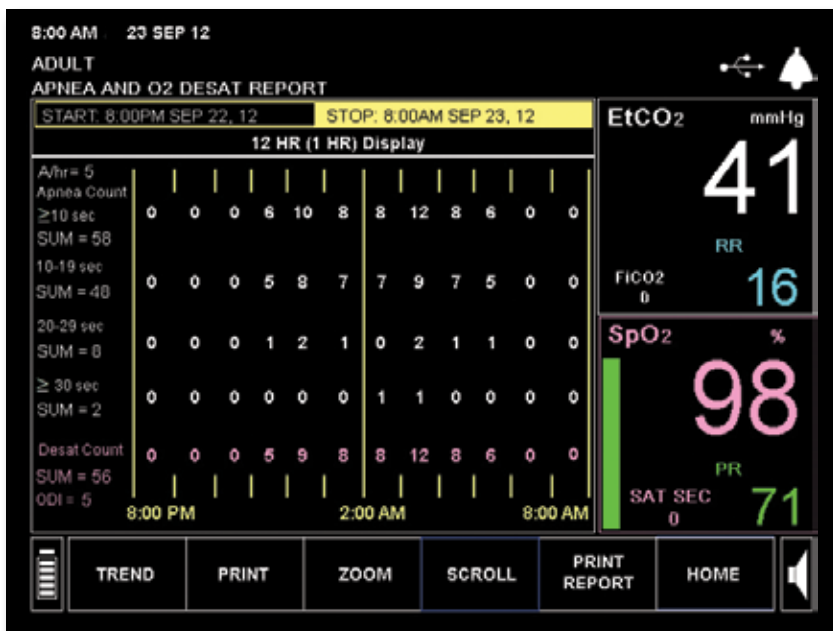 8:00 AM 23 SEP 12
ADULT
APNEA AND O2 DESAT REPORT
START: 8:00PM SEP 22, 12 STOP: 8:00AM SEP 23, 12
12 HR (1 HR) Display
A/hr= 5
Apnea Count
≥10 sec 0 0 0 6 10 8 8 12 8 6 0 0
SUM = 58
10-19 sec
SUM = 48 0 0 0 5 8 7 7 9 7 5 0 0
20-29 sec
SUM = 8 0 0 0 1 2 1 0 2 1 1 0 0
≥ 30 sec
SUM = 2 0 0 0 0 0 0 1 1 0 0 0 0
Desat Count 0 0 0 5 9 8 8 12 8 6 0 0
SUM = 56
ODI = 5
8:00 PM 2:00 AM 8:00 AM
EtCO2 mmHg
41
RR
FiCO2 16
0
SpO2 %
98
PR
SAT SEC 71
0
TREND PRINT ZOOM SCROLL PRINT REPORT HOME